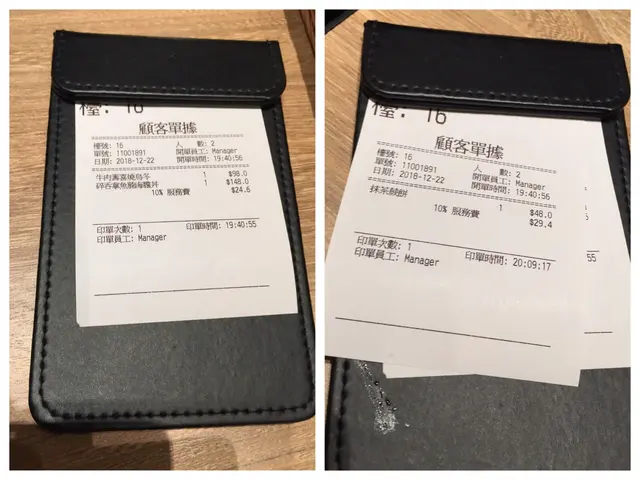 檯: 16
顧客單據
檯號: 16 人 數: 2
單號: 11001891 開單員工: Manager
日期: 2018-12-22 開單時間: 19:40:56
牛肉壽喜燒烏冬 1 $98.0
碎吞拿魚腩海膽丼 1 $148.0
10% 服務費 $24.6
印單次數: 1 印單時間: 19:40:55
印單員工: Manager
檯: 16
顧客單據
檯號: 16 人 數: 2
單號: 11001891 開單員工: Manager
日期: 2018-12-22 開單時間: 19:40:56
抹茶 1 $48.0
10% 服務費 $29.4
印單次數: 1 印單時間: 20:09:17
印單員工: Manager
55